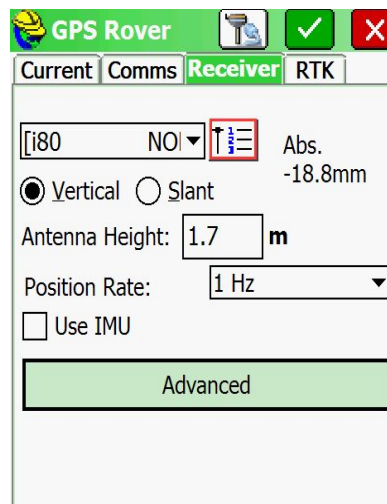 GPS Rover
Current Comms Receiver RTK
[i80 NO
Abs.
-18.8mm
Vertical Slant
Antenna Height: 1.7 m
Position Rate: 1 Hz
Use IMU
Advanced